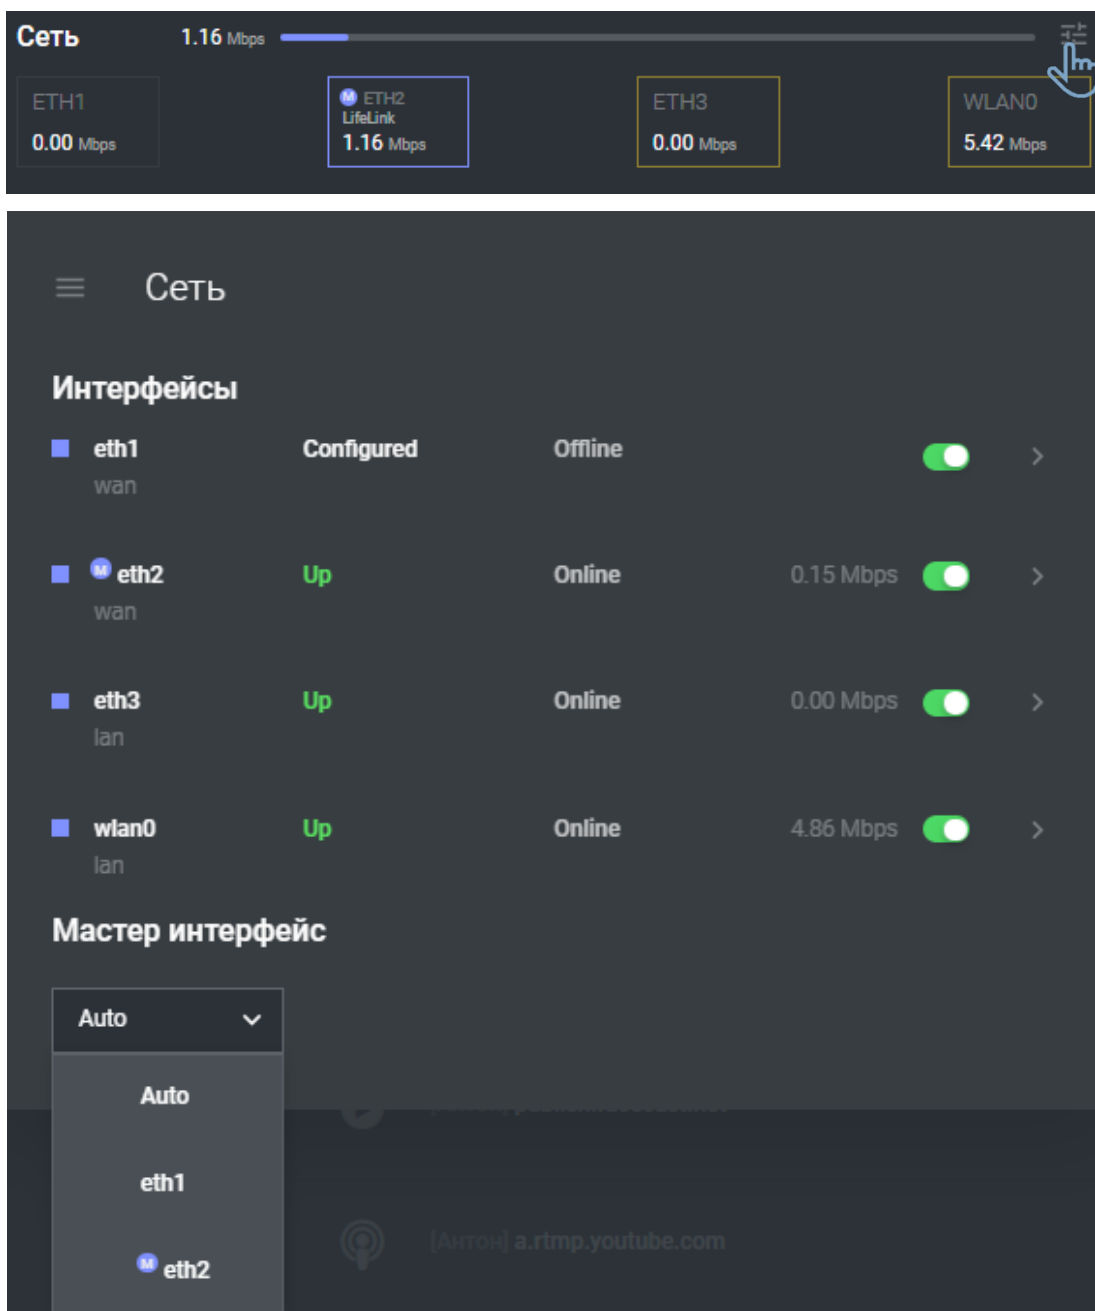 Сеть 1.16 Mbps
ETH1
0.00 Mbps
M ETH2
LifeLink
1.16 Mbps
ETH3
0.00 Mbps
WLAN0
5.42 Mbps
Сеть
Интерфейсы
eth1 Configured Offline
wan
M eth2 Up Online 0.15 Mbps
wan
eth3 Up Online 0.00 Mbps
lan
wlan0 Up Online 4.86 Mbps
lan
Мастер интерфейс
Auto
Auto
eth1
[Антон] a.rtmp.youtube.com
M eth2